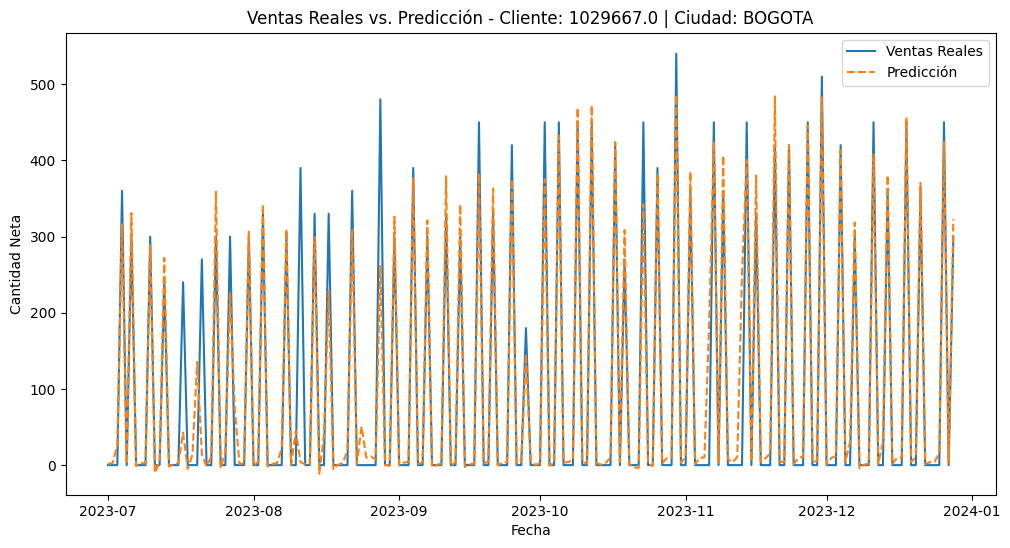 Ventas Reales vs. Predicción - Cliente: 1029667.0 | Ciudad: BOGOTA
Ventas Reales
Predicción
500
400
300
200
100
0
Cantidad Neta
2023-07
2023-08
2023-09
2023-10
2023-11
2023-12
2024-01
Fecha